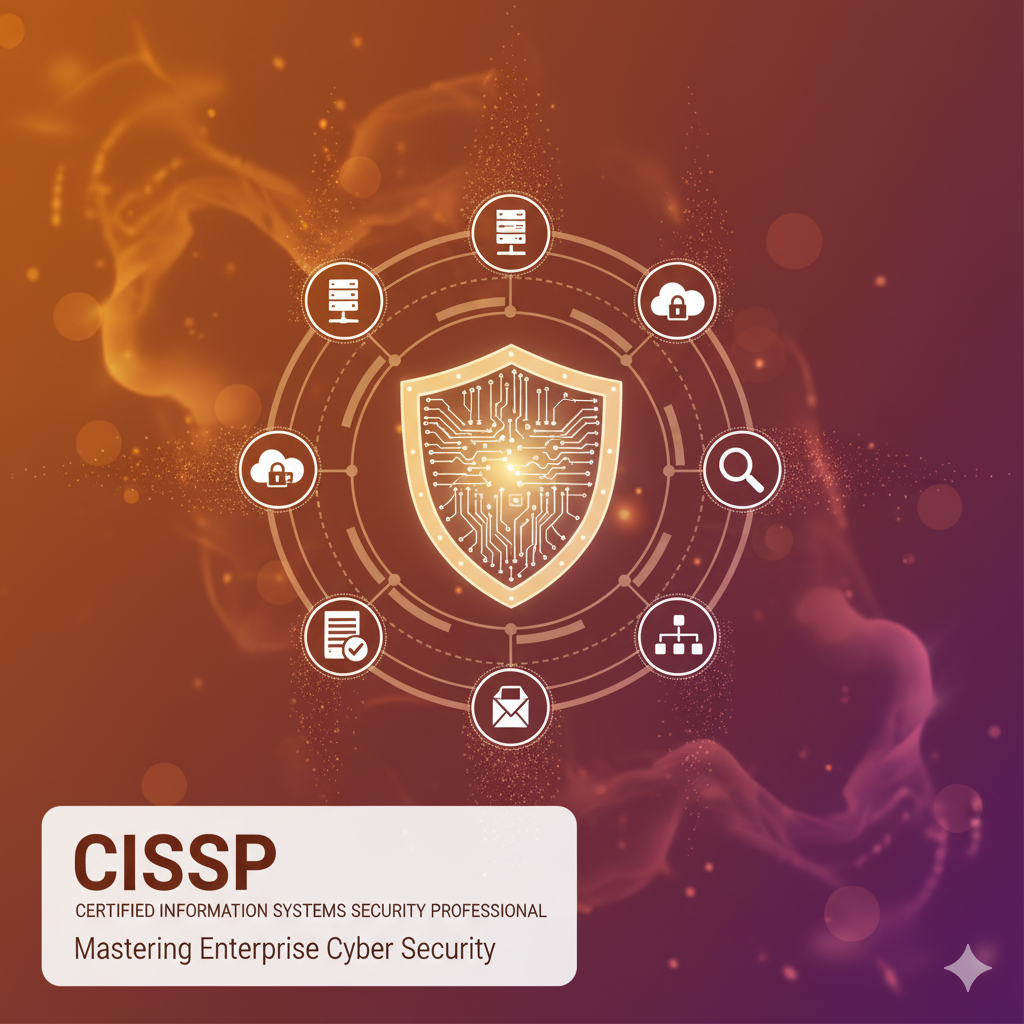 CISSP
CERTIFIED INFORMATION SYSTEMS SECURITY PROFESSIONAL
Mastering Enterprise Cyber Security